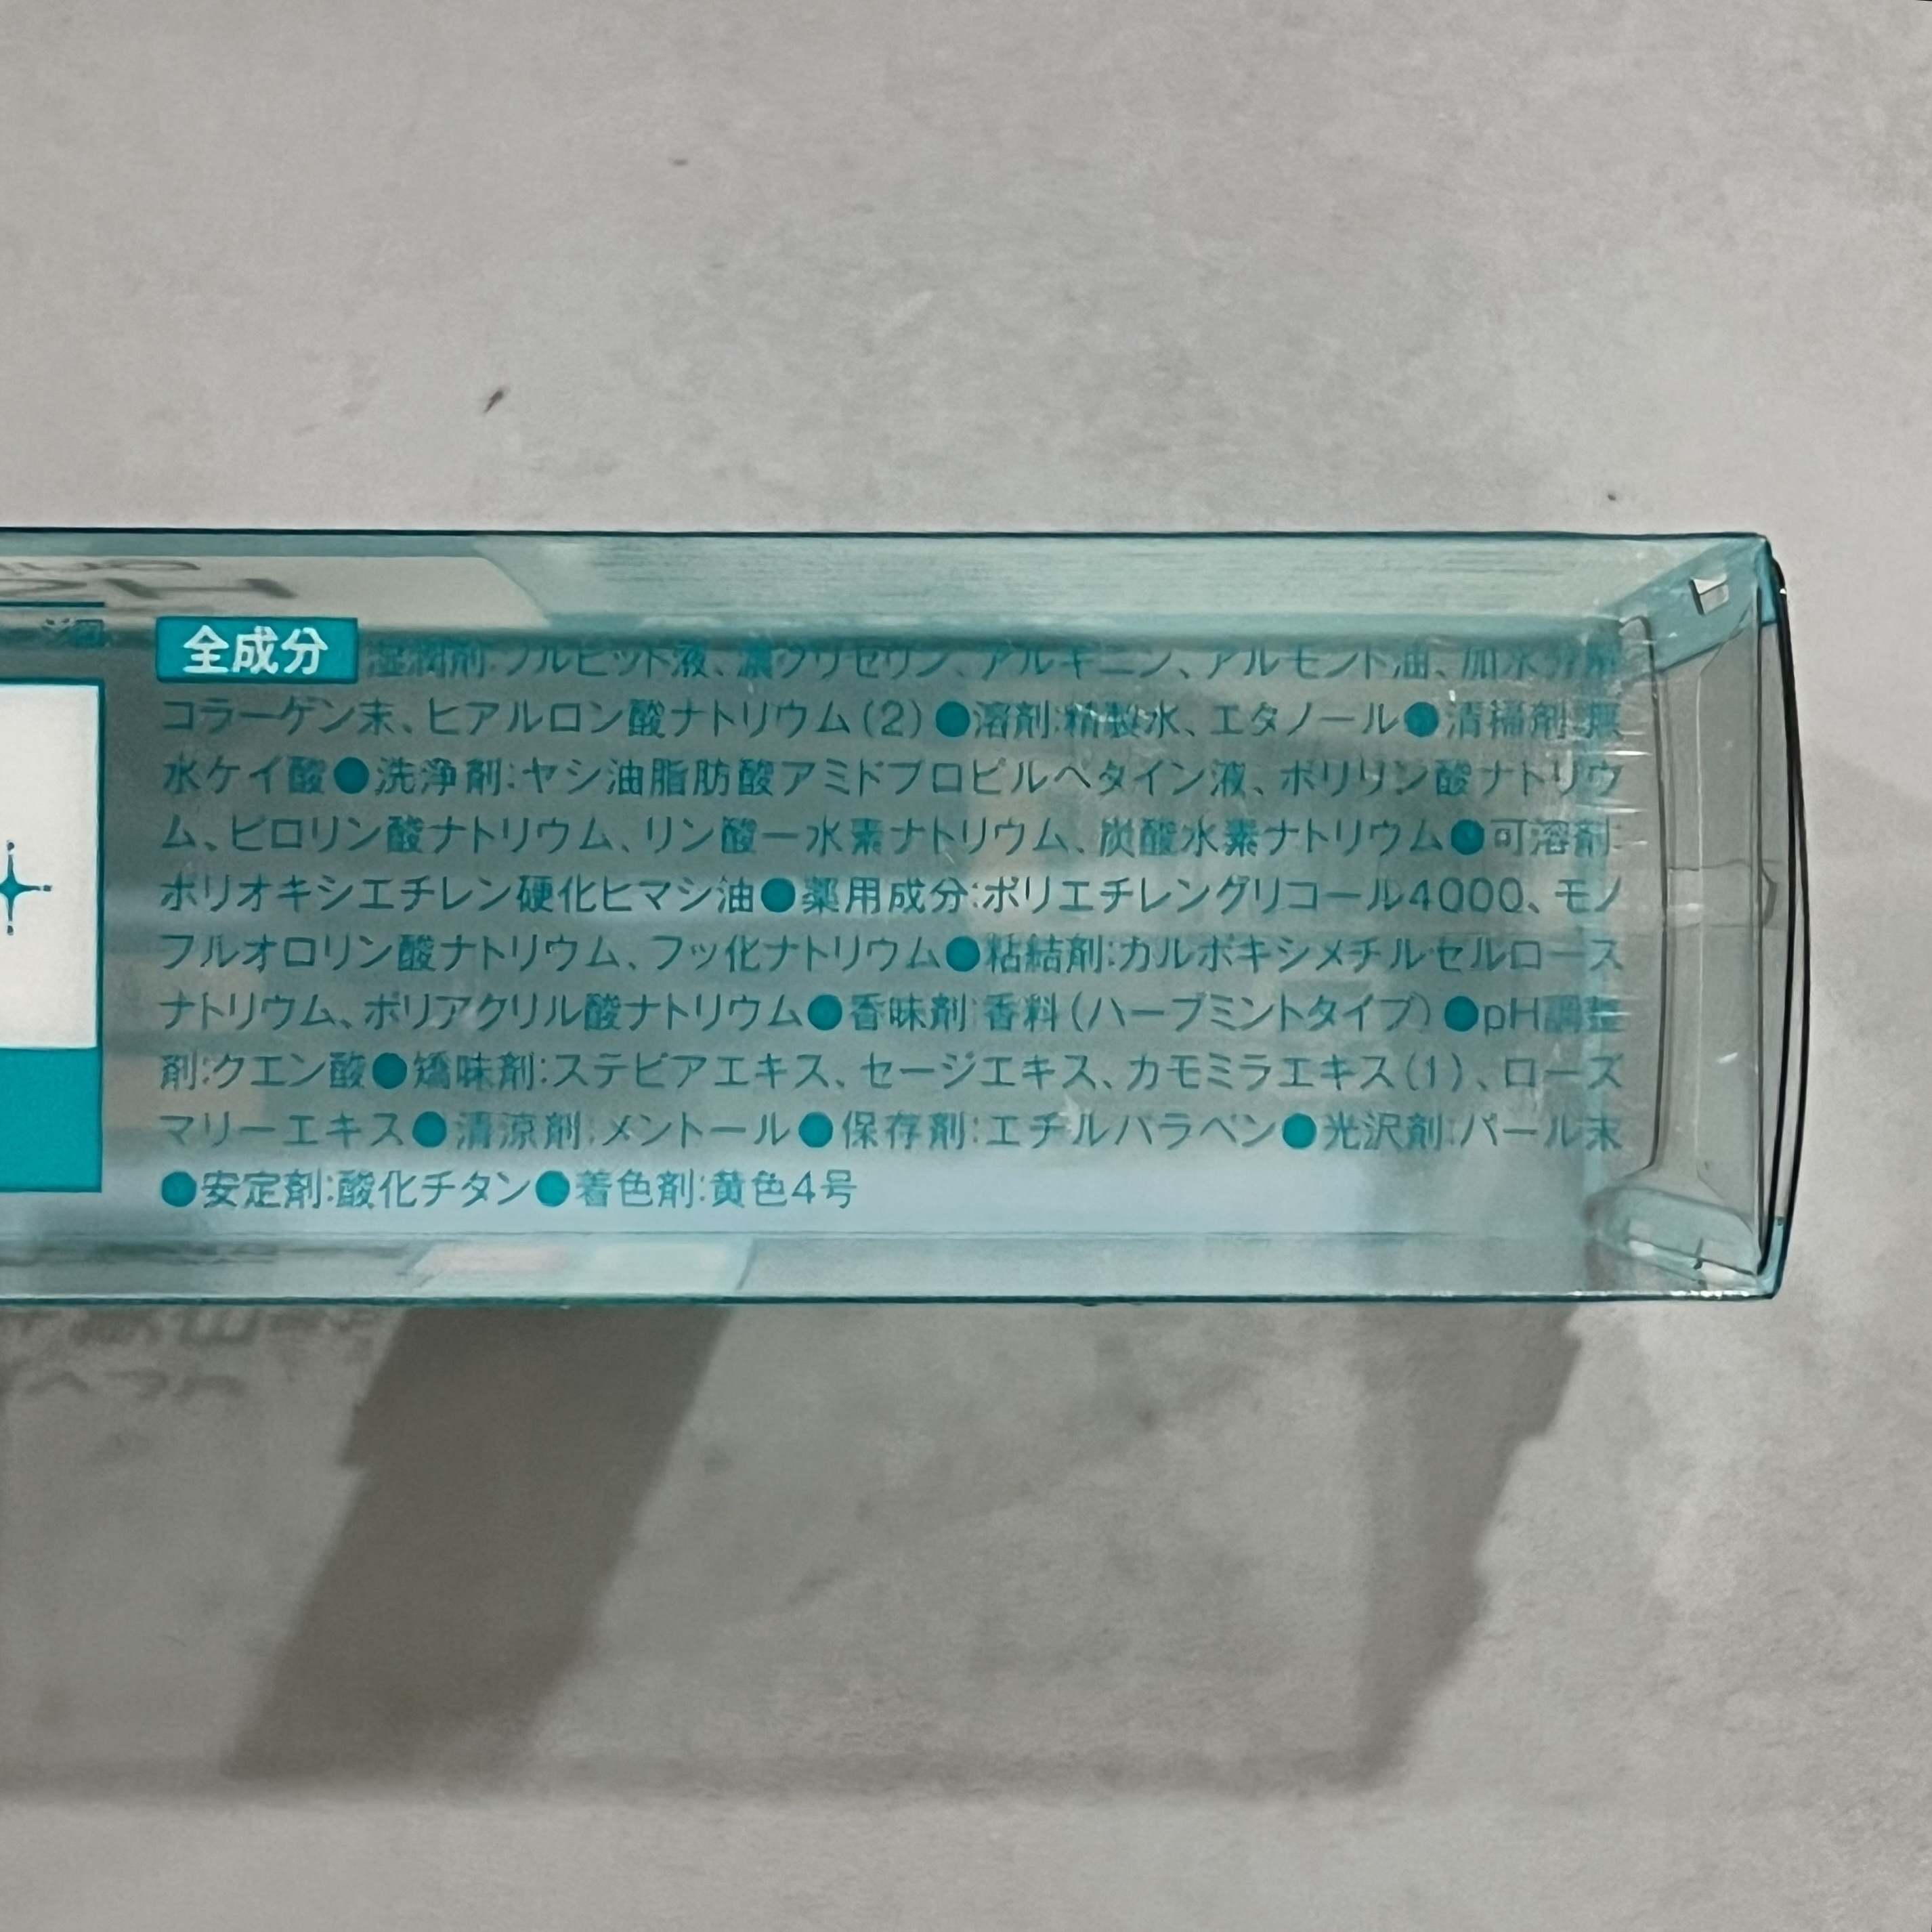 全成分 湿潤剤:ソルビット液、濃グリセリン、アルギニン、アルモンド油、加水分解
コラーゲン末、ヒアルロン酸ナトリウム(2)●溶剤:精製水、エタノール●清掃剤:無
水ケイ酸●洗浄剤:ヤシ油脂肪酸アミドプロピルベタイン液、ポリリン酸ナトリウ
ム、ピロリン酸ナトリウム、リン酸一水素ナトリウム、炭酸水素ナトリウム●可溶剤:
ポリオキシエチレン硬化ヒマシ油●薬用成分:ポリエチレングリコール4000、モノ
フルオロリン酸ナトリウム、フッ化ナトリウム●粘結剤:カルボキシメチルセルロース
ナトリウム、ポリアクリル酸ナトリウム●香味剤:香料(ハーブミントタイプ)●pH調整
剤:クエン酸●矯味剤:ステビアエキス、セージエキス、カモミラエキス(1)、ローズ
マリーエキス●清涼剤:メントール●保存剤:エチルパラベン●光沢剤:パール末
●安定剤:酸化チタン●着色剤:黄色4号